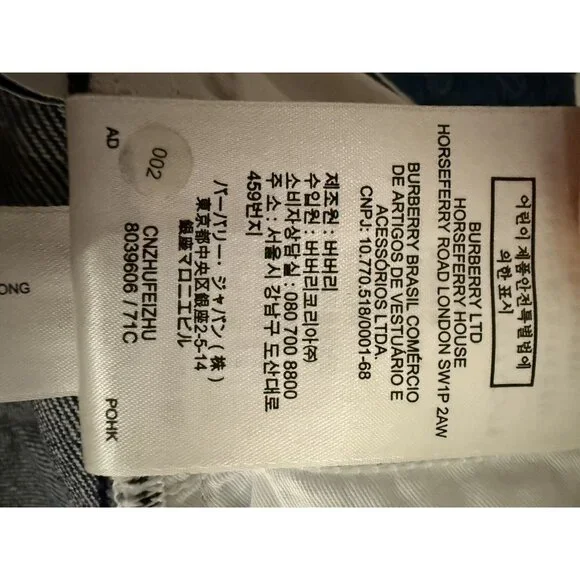 어린이 제품안전특별법에
의한 표시
BURBERRY LTD
HORSEFERRY HOUSE
HORSEFERRY ROAD LONDON SW1P 2AW
BURBERRY BRASIL COMÉRCIO
DE ARTIGOS DE VESTUÁRIO E
ACESSÓRIOS LTDA.
CNPJ: 10.770.518/0001-68
제조원 : 버버리
수입원 : 버버리코리아㈜
소비자상담실 : 080 700 8800
주 소 : 서울시 강남구 도산대로
459번지
バーバリー・ジャパン（株）
東京都中央区銀座2-5-14
銀座マロニエビル
CNZHUFEIZHU
8039606 / 71C
002
AD
POHK
ONG